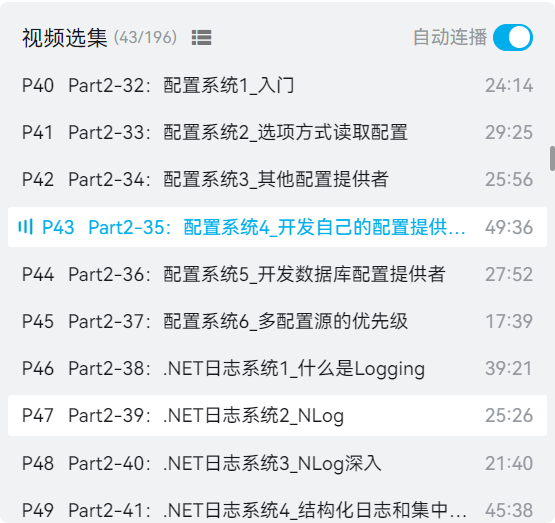 视频选集 (43/196) 自动连播
P40 Part2-32：配置系统1_入门 24:14
P41 Part2-33：配置系统2_选项方式读取配置 29:25
P42 Part2-34：配置系统3_其他配置提供者 25:56
P43 Part2-35：配置系统4_开发自己的配置提供... 49:36
P44 Part2-36：配置系统5_开发数据库配置提供者 27:52
P45 Part2-37：配置系统6_多配置源的优先级 17:39
P46 Part2-38：.NET日志系统1_什么是Logging 39:21
P47 Part2-39：.NET日志系统2_NLog 25:26
P48 Part2-40：.NET日志系统3_NLog深入 21:40
P49 Part2-41：.NET日志系统4_结构化日志和集中... 45:38